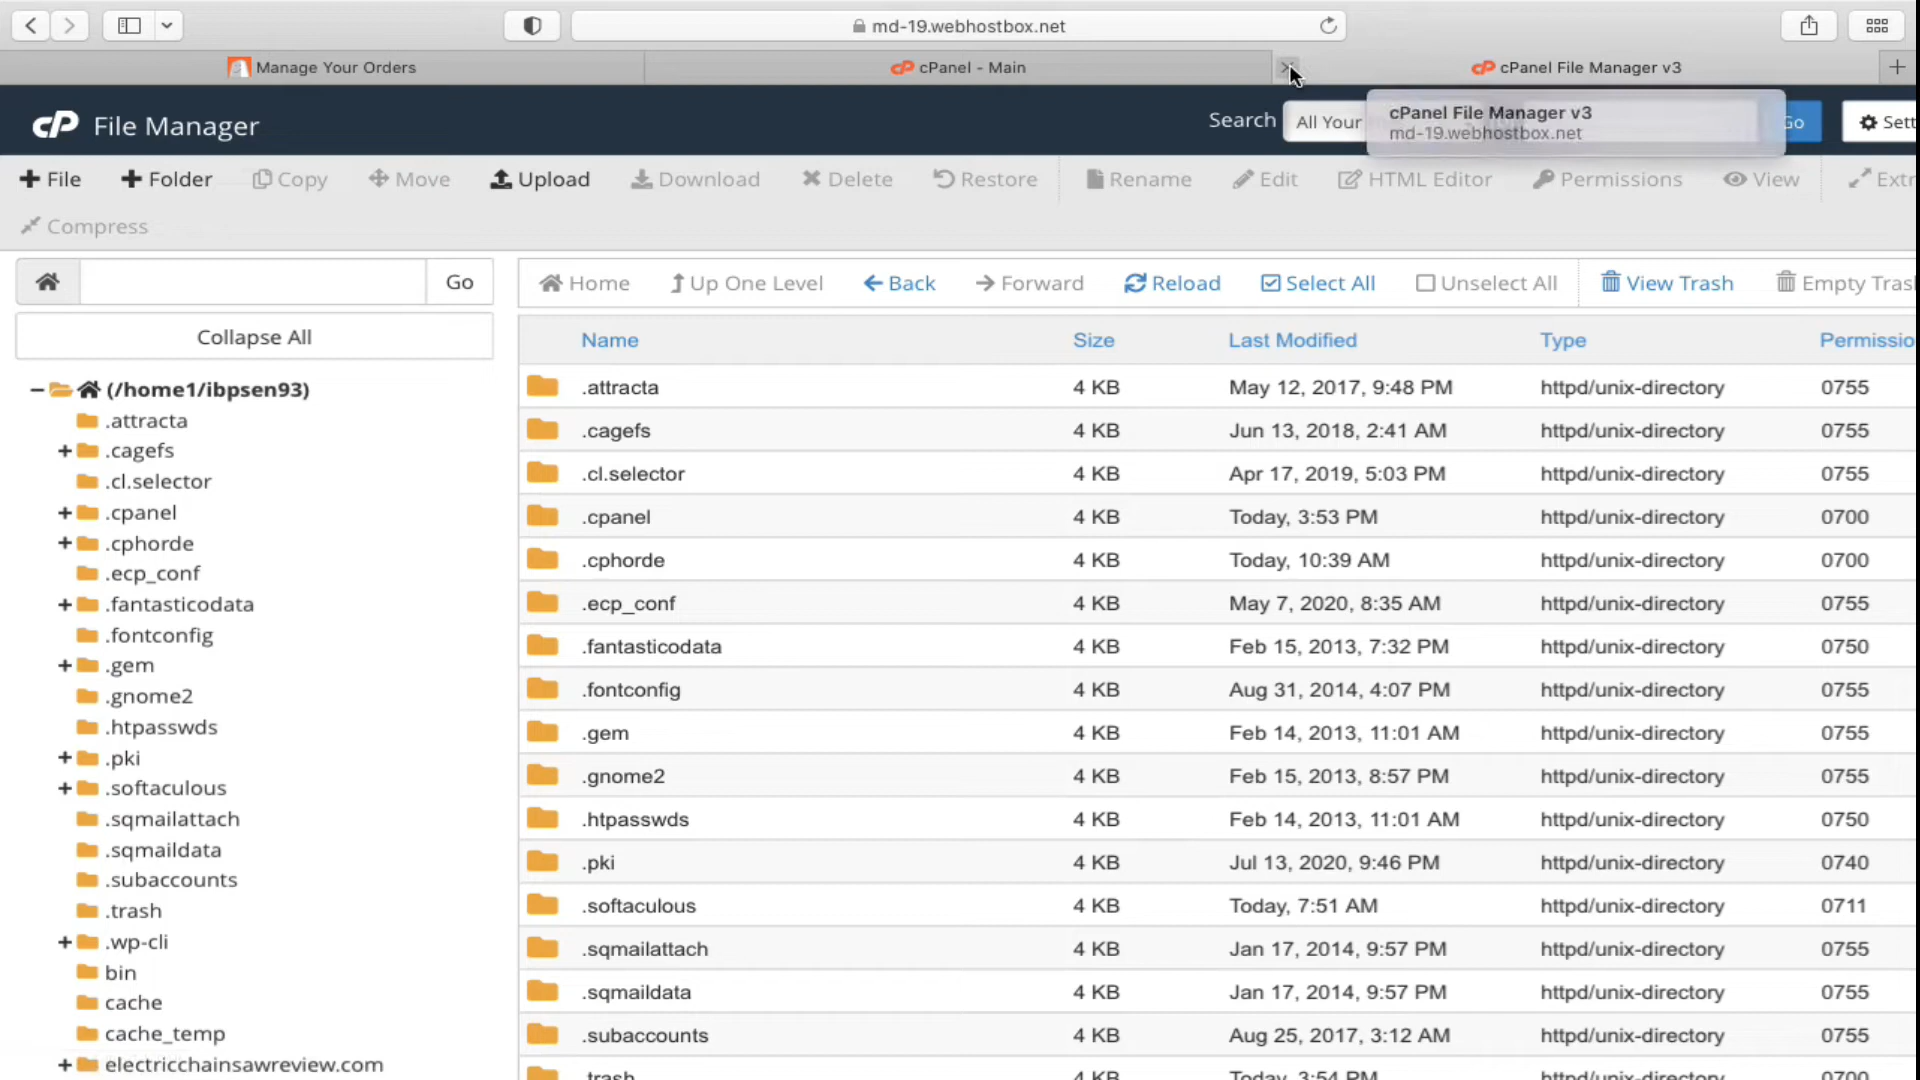 md-19.webhostbox.net
Manage Your Orders
cPanel - Main
cPanel File Manager v3
cP File Manager
Search
All Your
Go
Sett
cPanel File Manager v3
md-19.webhostbox.net
File
Folder
Copy
Move
Upload
Download
Delete
Restore
Rename
Edit
HTML Editor
Permissions
View
Extr
Compress
Go
Home
Up One Level
Back
Forward
Reload
Select All
Unselect All
View Trash
Empty Tras
Collapse All
(/home1/ibpsen93)
.attracta
.cagefs
.cl.selector
.cpanel
.cphorde
.ecp_conf
.fantasticodata
.fontconfig
.gem
.gnome2
.htpasswds
.pki
.softaculous
.sqmailattach
.sqmaildata
.subaccounts
.trash
.wp-cli
bin
cache
cache_temp
electricchainsawreview.com
Name Size Last Modified Type Permissio
.attracta 4 KB May 12, 2017, 9:48 PM httpd/unix-directory 0755
.cagefs 4 KB Jun 13, 2018, 2:41 AM httpd/unix-directory 0755
.cl.selector 4 KB Apr 17, 2019, 5:03 PM httpd/unix-directory 0755
.cpanel 4 KB Today, 3:53 PM httpd/unix-directory 0700
.cphorde 4 KB Today, 10:39 AM httpd/unix-directory 0700
.ecp_conf 4 KB May 7, 2020, 8:35 AM httpd/unix-directory 0755
.fantasticodata 4 KB Feb 15, 2013, 7:32 PM httpd/unix-directory 0750
.fontconfig 4 KB Aug 31, 2014, 4:07 PM httpd/unix-directory 0755
.gem 4 KB Feb 14, 2013, 11:01 AM httpd/unix-directory 0755
.gnome2 4 KB Feb 15, 2013, 8:57 PM httpd/unix-directory 0755
.htpasswds 4 KB Feb 14, 2013, 11:01 AM httpd/unix-directory 0750
.pki 4 KB Jul 13, 2020, 9:46 PM httpd/unix-directory 0740
.softaculous 4 KB Today, 7:51 AM httpd/unix-directory 0711
.sqmailattach 4 KB Jan 17, 2014, 9:57 PM httpd/unix-directory 0755
.sqmaildata 4 KB Jan 17, 2014, 9:57 PM httpd/unix-directory 0755
.subaccounts 4 KB Aug 25, 2017, 3:12 AM httpd/unix-directory 0755
.trash 4 KB Today, 3:54 PM httpd/unix-directory 0700